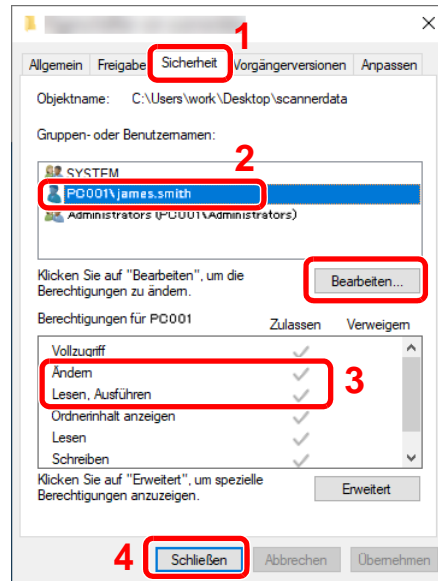 1
Allgemein Freigabe Sicherheit Vorgängerversionen Anpassen
Objektname: C:\Users\work\Desktop\scannerdata
Gruppen- oder Benutzernamen:
2
SYSTEM
PC001\james.smith
Administrators (PC001\Administrators)
Klicken Sie auf "Bearbeiten", um die
Berechtigungen zu ändern.
Bearbeiten...
Berechtigungen für PC001
Zulassen Verweigern
Vollzugriff
Ändern
Lesen, Ausführen
3
Ordnerinhalt anzeigen
Lesen
Schreiben
Klicken Sie auf "Erweitert", um spezielle
Berechtigungen anzuzeigen.
Erweitert
4
Schließen Abbrechen Übernehmen